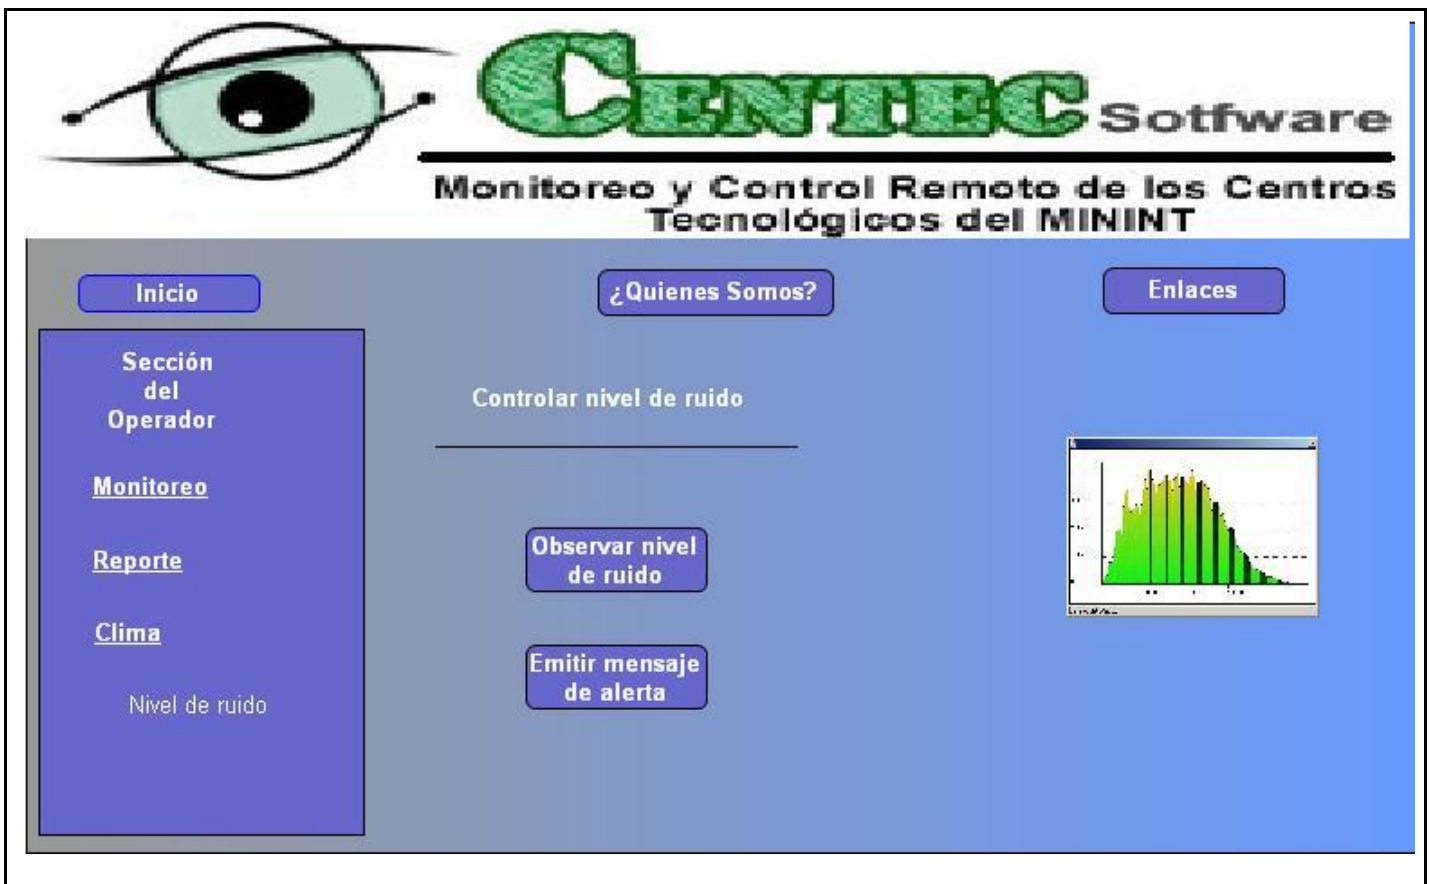 CENTEC Sotfware
Monitoreo y Control Remoto de los Centros
Tecnológicos del MININT
Inicio
¿Quienes Somos?
Enlaces
Sección
del
Operador
Monitoreo
Reporte
Clima
Nivel de ruido
Controlar nivel de ruido
Observar nivel
de ruido
Emitir mensaje
de alerta